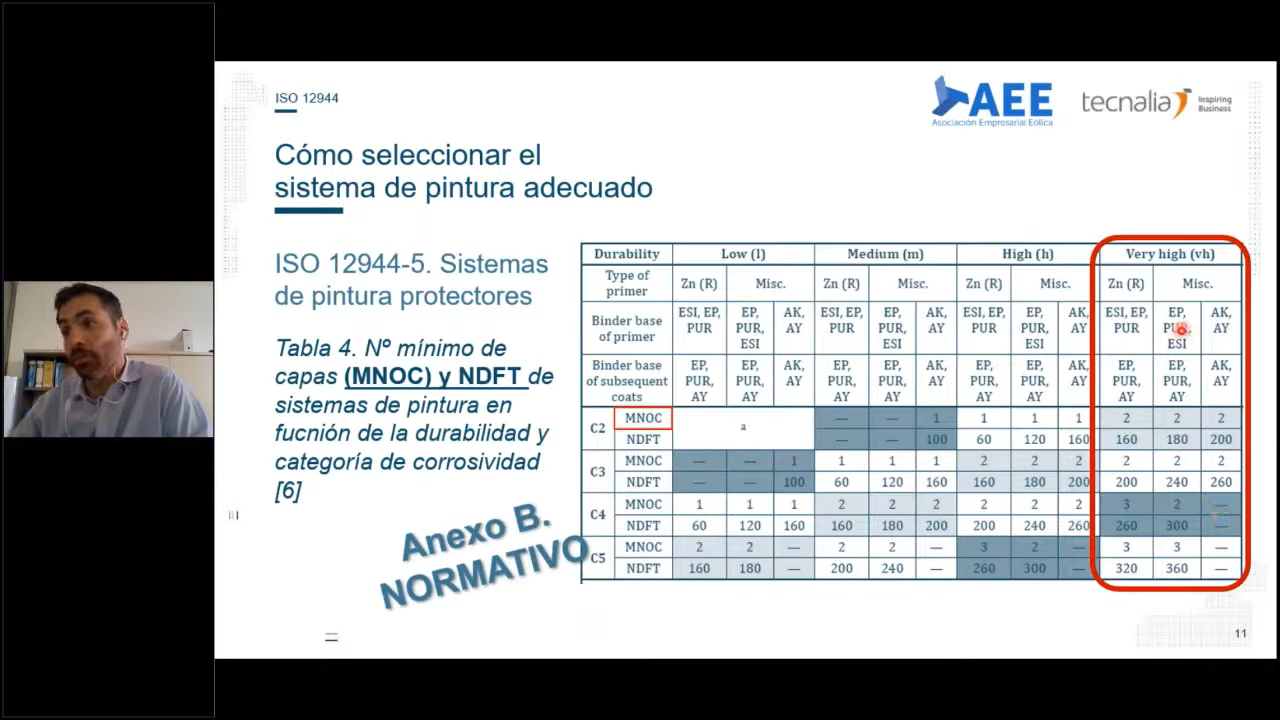 ISO 12944
AEE
Asociación Empresarial Eólica
tecnalia
Inspiring
Business
Cómo seleccionar el
sistema de pintura adecuado
ISO 12944-5. Sistemas
de pintura protectores
Tabla 4. Nº mínimo de
capas (MNOC) y NDFT de
sistemas de pintura en
fucnión de la durabilidad y
categoría de corrosividad
[6]
Anexo B.
NORMATIVO
Durability Low (l) Medium (m) High (h) Very high (vh)
Type of
primer Zn (R) Misc. Zn (R) Misc. Zn (R) Misc. Zn (R) Misc.
Binder base
of primer ESI, EP, PUR EP, PUR, ESI AK, AY ESI, EP, PUR EP, PUR, ESI AK, AY ESI, EP, PUR EP, PUR, ESI AK, AY ESI, EP, PUR EP, PUR, ESI AK, AY
Binder base
of subsequent
coats EP, PUR, AY EP, PUR, AY AK, AY EP, PUR, AY EP, PUR, AY AK, AY EP, PUR, AY EP, PUR, AY AK, AY EP, PUR, AY EP, PUR, AY AK, AY
C2 MNOC a — — 1 1 1 1 2 2 2
NDFT — — 100 60 120 160 160 180 200
C3 MNOC — — 1 1 1 1 2 2 2 2 2 2
NDFT — — 100 60 120 160 160 180 200 200 240 260
C4 MNOC 1 1 1 2 2 2 2 2 2 3 2 —
NDFT 60 120 160 160 180 200 200 240 260 260 300 —
C5 MNOC 2 2 — 2 2 — 3 2 — 3 3 —
NDFT 160 180 — 200 240 — 260 300 — 320 360 —
11